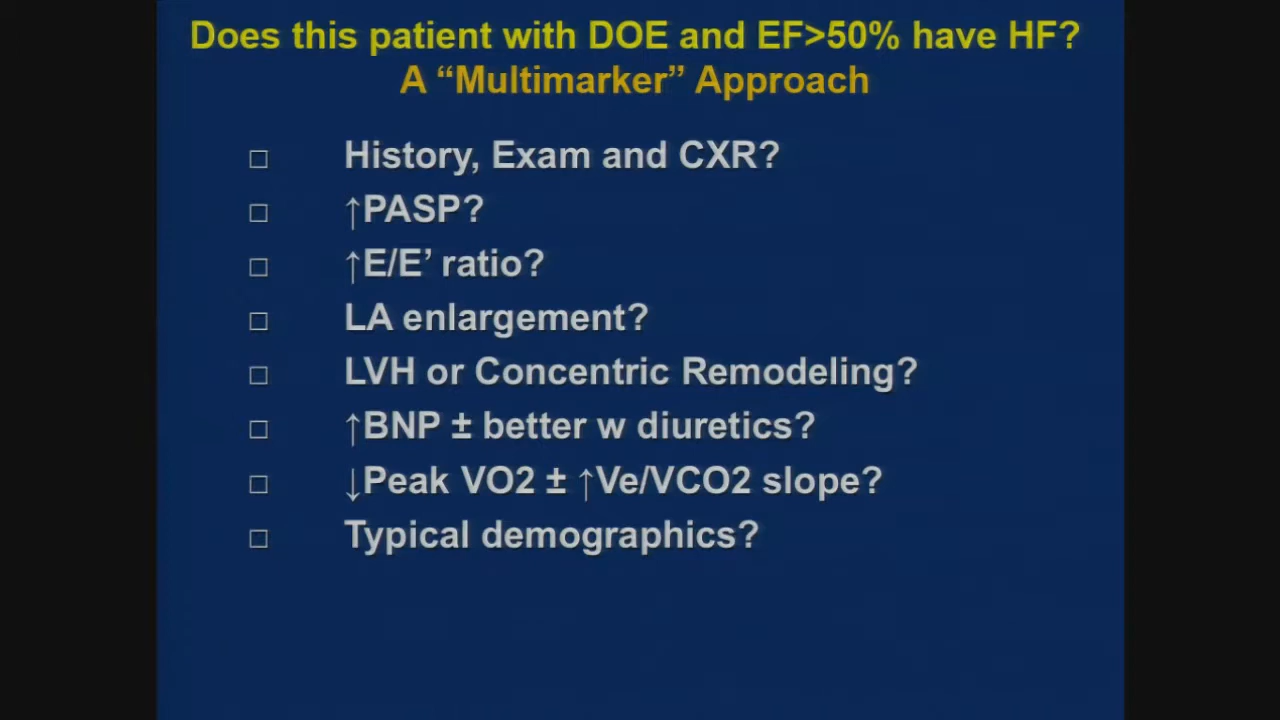 Does this patient with DOE and EF>50% have HF?
A “Multimarker” Approach
□ History, Exam and CXR?
□ ↑PASP?
□ ↑E/E’ ratio?
□ LA enlargement?
□ LVH or Concentric Remodeling?
□ ↑BNP ± better w diuretics?
□ ↓Peak VO2 ± ↑Ve/VCO2 slope?
□ Typical demographics?